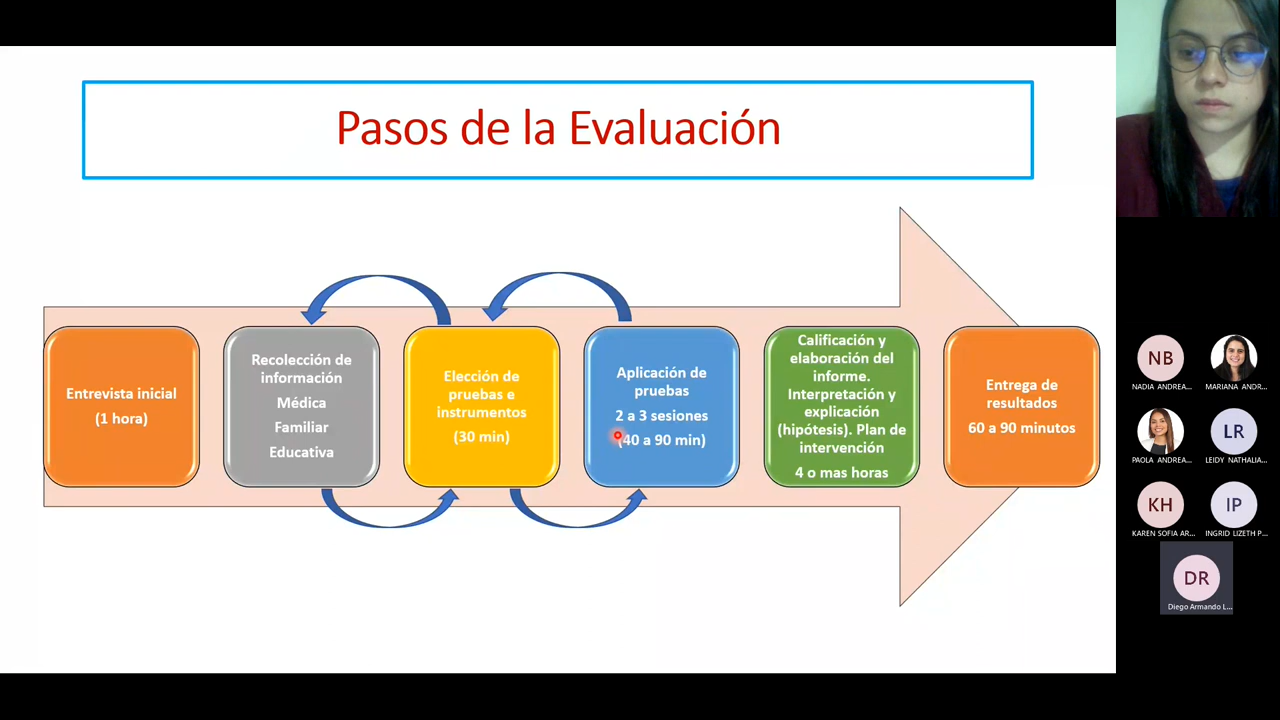 Pasos de la Evaluación
Entrevista inicial
(1 hora)
Recolección de
información
Médica
Familiar
Educativa
Elección de
pruebas e
instrumentos
(30 min)
Aplicación de
pruebas
2 a 3 sesiones
(40 a 90 min)
Calificación y
elaboración del
informe.
Interpretación y
explicación
(hipótesis). Plan de
intervención
4 o mas horas
Entrega de
resultados
60 a 90 minutos
NB
NADIA ANDREA...
MARIANA ANDR...
PAOLA ANDREA...
LR
LEIDY NATHALIA...
KH
KAREN SOFIA AR...
IP
INGRID LIZETH P...
DR
Diego Armando L...